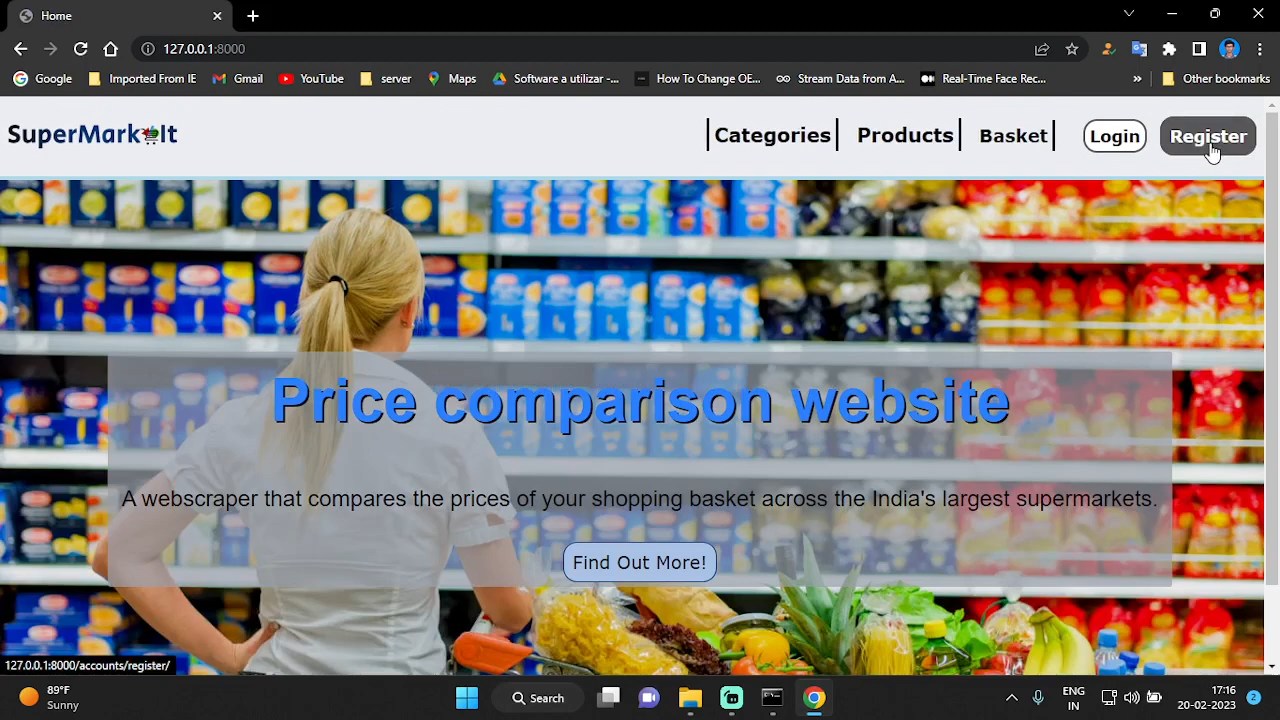 Home
127.0.0.1:8000
Google
Imported From IE
Gmail
YouTube
server
Maps
Software a utilizar -...
How To Change OE...
Stream Data from A...
Real-Time Face Rec...
»
Other bookmarks
SuperMarkIt
Categories
Products
Basket
Login
Register
Price comparison website
A webscraper that compares the prices of your shopping basket across the India's largest supermarkets.
Find Out More!
127.0.0.1:8000/accounts/register/
89°F
Sunny
Search
ENG
IN
17:16
20-02-2023
2